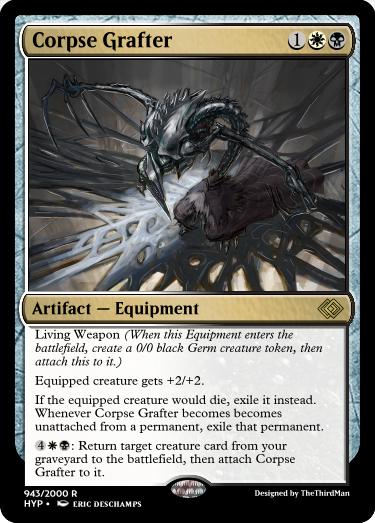 Corpse Grafter 1
Artifact — Equipment
Living Weapon (When this Equipment enters the
battlefield, create a 0/0 black Germ creature token, then
attach this to it.)
Equipped creature gets +2/+2.
If the equipped creature would die, exile it instead.
Whenever Corpse Grafter becomes becomes
unattached from a permanent, exile that permanent.
4: Return target creature card from your
graveyard to the battlefield, then attach Corpse
Grafter to it.
943/2000 R
HYP • ERIC DESCHAMPS Designed by TheThirdMan